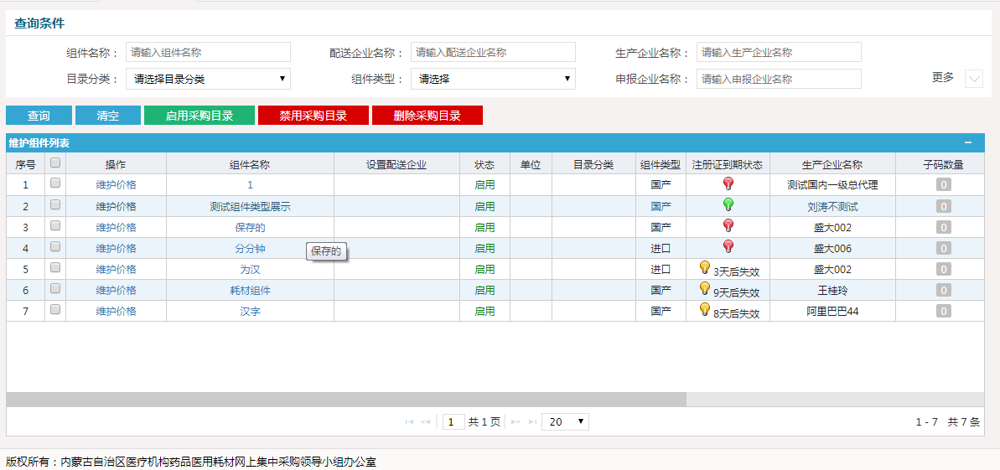 查询条件
组件名称： 请输入组件名称 配送企业名称： 请输入配送企业名称 生产企业名称： 请输入生产企业名称
目录分类： 请选择目录分类 组件类型： 请选择 申报企业名称： 请输入申报企业名称 更多
查询 清空 启用采购目录 禁用采购目录 删除采购目录
维护组件列表
序号 操作 组件名称 设置配送企业 状态 单位 目录分类 组件类型 注册证到期状态 生产企业名称 子码数量
1 维护价格 1 启用 国产 测试国内一级总代理 0
2 维护价格 测试组件类型展示 启用 国产 刘涛不测试 0
3 维护价格 保存的 启用 国产 盛大002 0
4 维护价格 分分钟 启用 进口 盛大006 0
保存的
5 维护价格 为汉 启用 进口 3天后失效 盛大002 0
6 维护价格 耗材组件 启用 国产 9天后失效 王桂玲 0
7 维护价格 汉字 启用 国产 8天后失效 阿里巴巴44 0
1 共 1 页 20 1 - 7 共 7 条
版权所有：内蒙古自治区医疗机构药品医用耗材网上集中采购领导小组办公室